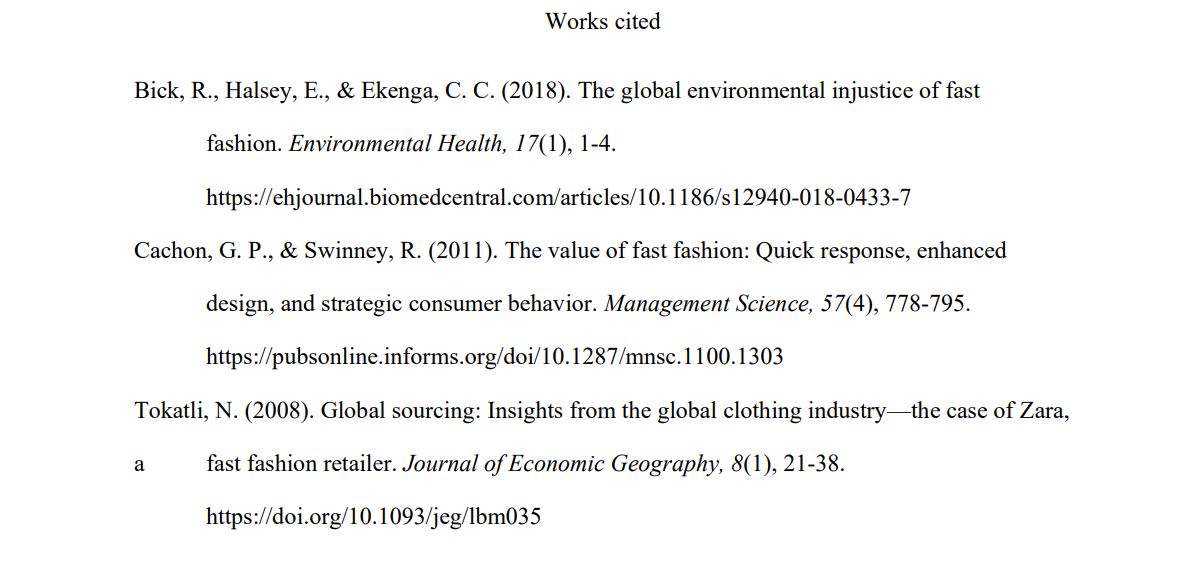 Works cited
Bick, R., Halsey, E., & Ekenga, C. C. (2018). The global environmental injustice of fast
fashion. Environmental Health, 17(1), 1-4.
https://ehjournal.biomedcentral.com/articles/10.1186/s12940-018-0433-7
Cachon, G. P., & Swinney, R. (2011). The value of fast fashion: Quick response, enhanced
design, and strategic consumer behavior. Management Science, 57(4), 778-795.
https://pubsonline.informs.org/doi/10.1287/mnsc.1100.1303
Tokatli, N. (2008). Global sourcing: Insights from the global clothing industry—the case of Zara,
a fast fashion retailer. Journal of Economic Geography, 8(1), 21-38.
https://doi.org/10.1093/jeg/lbm035